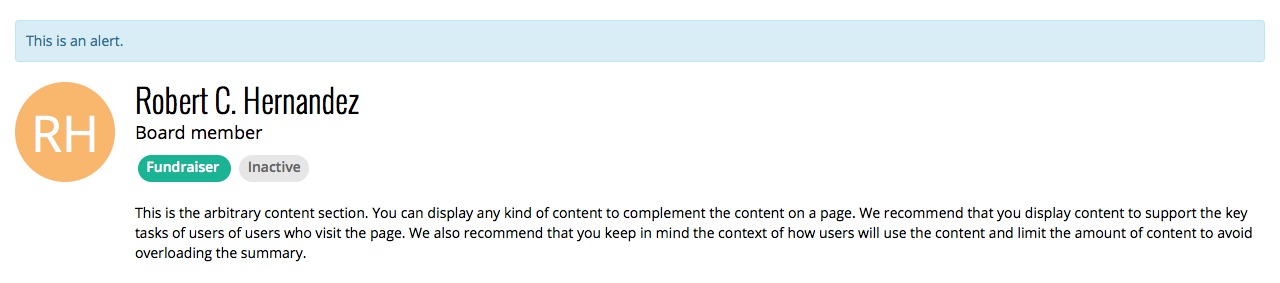 This is an alert.
RH
Robert C. Hernandez
Board member
Fundraiser Inactive
This is the arbitrary content section. You can display any kind of content to complement the content on a page. We recommend that you display content to support the key
tasks of users of users who visit the page. We also recommend that you keep in mind the context of how users will use the content and limit the amount of content to avoid
overloading the summary.